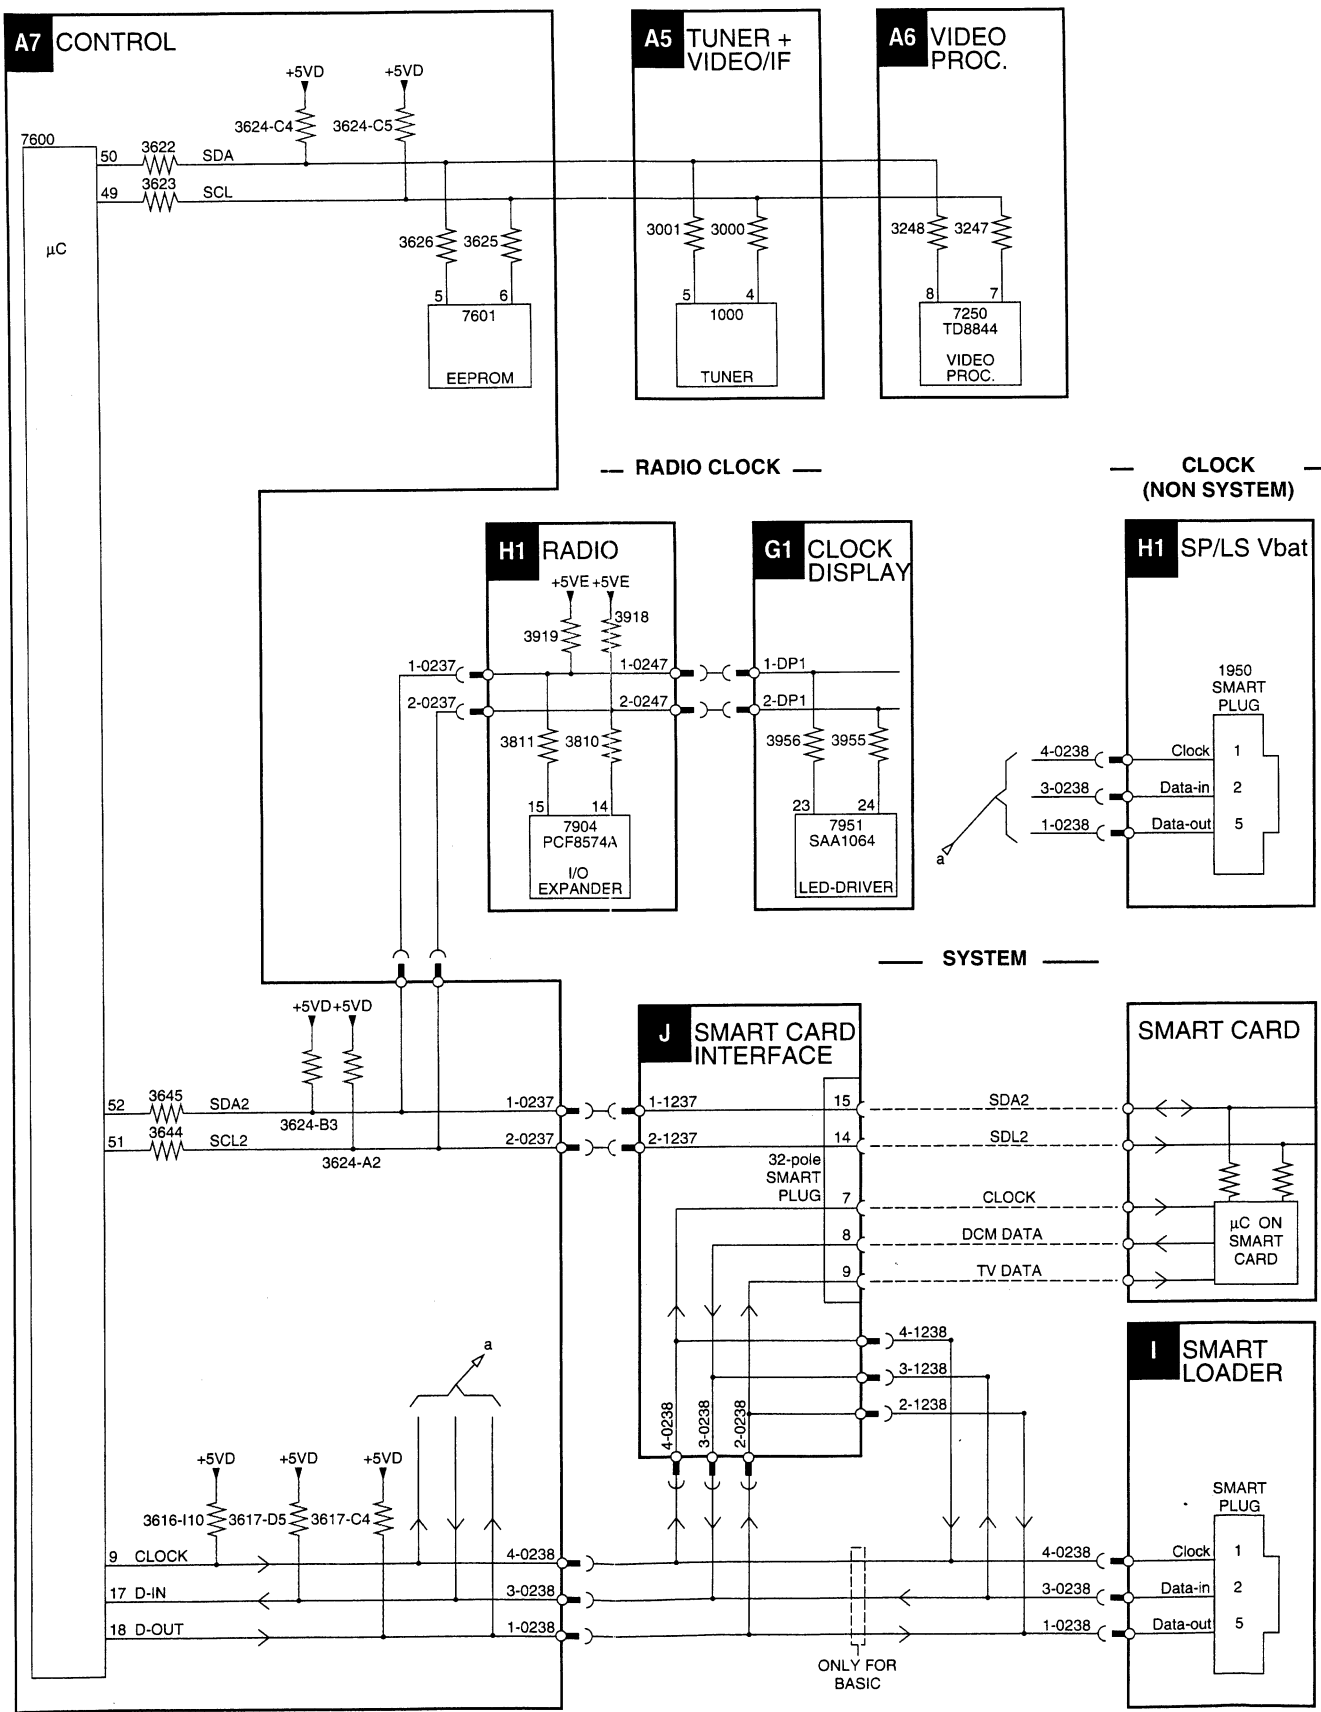 A7 CONTROL
+5VD
+5VD
3624-C4
3624-C5
7600
50
3622
SDA
49
3623
SCL
µC
3626
3625
5
6
7601
EEPROM
A5 TUNER +
VIDEO/IF
3001
3000
5
4
1000
TUNER
A6 VIDEO
PROC.
3248
3247
8
7
7250
TD8844
VIDEO
PROC.
RADIO CLOCK
H1 RADIO
+5VE +5VE
3919
3918
1-0237
1-0247
2-0237
2-0247
3811
3810
15
14
7904
PCF8574A
I/O
EXPANDER
G1 CLOCK
DISPLAY
1-DP1
2-DP1
3956
3955
23
24
7951
SAA1064
LED-DRIVER
CLOCK
(NON SYSTEM)
H1 SP/LS Vbat
1950
SMART
PLUG
4-0238
Clock
1
3-0238
Data-in
2
1-0238
Data-out
5
a
SYSTEM
+5VD +5VD
52
3645
SDA2
1-0237
3624-B3
51
3644
SCL2
2-0237
3624-A2
J SMART CARD
INTERFACE
1-1237
15
2-1237
14
32-pole
SMART
PLUG
7
8
9
SDA2
SDL2
CLOCK
DCM DATA
TV DATA
SMART CARD
µC ON
SMART
CARD
4-1238
3-1238
2-1238
4-0238
3-0238
2-0238
a
+5VD
+5VD
+5VD
3616-I10
3617-D5
3617-C4
9 CLOCK
4-0238
17 D-IN
3-0238
18 D-OUT
1-0238
ONLY FOR
BASIC
I SMART
LOADER
SMART
PLUG
4-0238
Clock
1
3-0238
Data-in
2
1-0238
Data-out
5